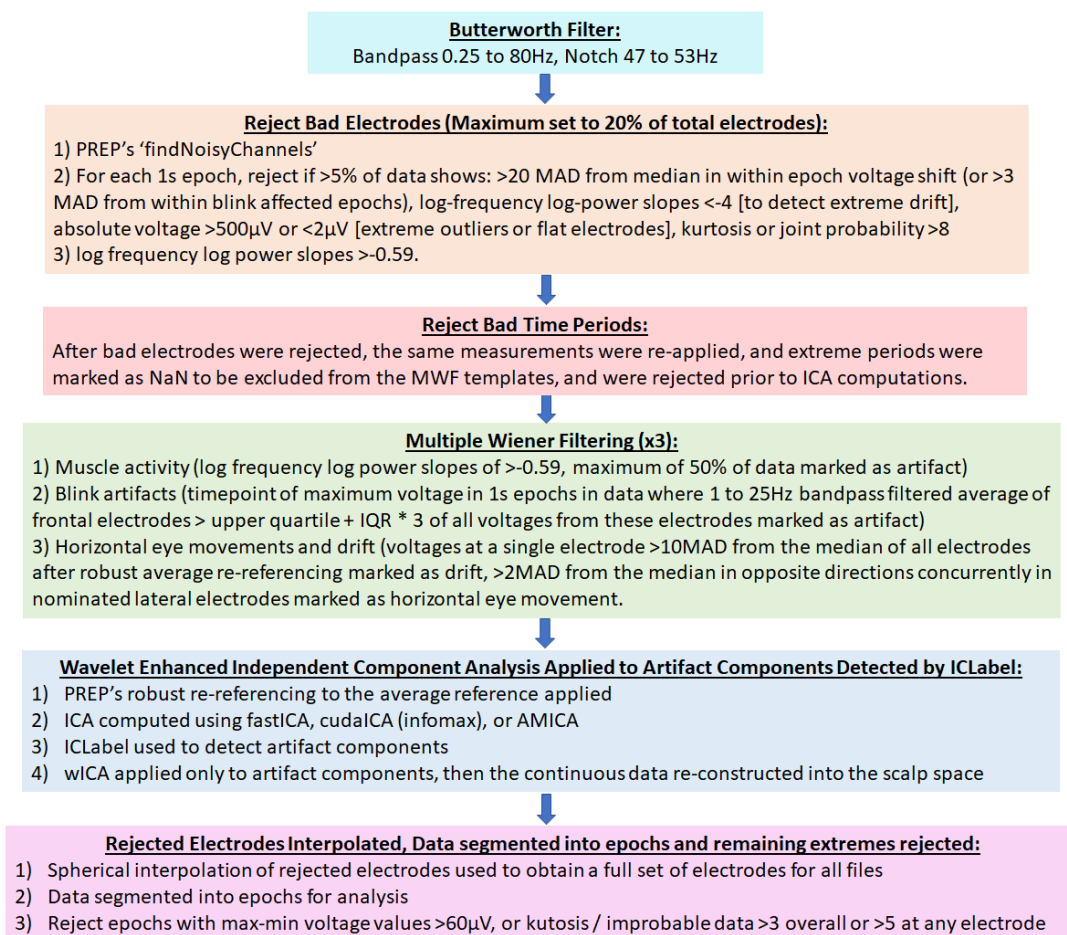 Butterworth Filter:
Bandpass 0.25 to 80Hz, Notch 47 to 53Hz
Reject Bad Electrodes (Maximum set to 20% of total electrodes):
1) PREP's 'findNoisyChannels'
2) For each 1s epoch, reject if >5% of data shows: >20 MAD from median in within epoch voltage shift (or >3
MAD from within blink affected epochs), log-frequency log-power slopes <-4 [to detect extreme drift],
absolute voltage >500µV or <2µV [extreme outliers or flat electrodes], kurtosis or joint probability >8
3) log frequency log power slopes >-0.59.
Reject Bad Time Periods:
After bad electrodes were rejected, the same measurements were re-applied, and extreme periods were
marked as NaN to be excluded from the MWF templates, and were rejected prior to ICA computations.
Multiple Wiener Filtering (x3):
1) Muscle activity (log frequency log power slopes of >-0.59, maximum of 50% of data marked as artifact)
2) Blink artifacts (timepoint of maximum voltage in 1s epochs in data where 1 to 25Hz bandpass filtered average of
frontal electrodes > upper quartile + IQR * 3 of all voltages from these electrodes marked as artifact)
3) Horizontal eye movements and drift (voltages at a single electrode >10MAD from the median of all electrodes
after robust average re-referencing marked as drift, >2MAD from the median in opposite directions concurrently in
nominated lateral electrodes marked as horizontal eye movement.
Wavelet Enhanced Independent Component Analysis Applied to Artifact Components Detected by ICLabel:
1) PREP's robust re-referencing to the average reference applied
2) ICA computed using fastICA, cudaICA (infomax), or AMICA
3) ICLabel used to detect artifact components
4) wICA applied only to artifact components, then the continuous data re-constructed into the scalp space
Rejected Electrodes Interpolated, Data segmented into epochs and remaining extremes rejected:
1) Spherical interpolation of rejected electrodes used to obtain a full set of electrodes for all files
2) Data segmented into epochs for analysis
3) Reject epochs with max-min voltage values >60µV, or kutosis / improbable data >3 overall or >5 at any electrode